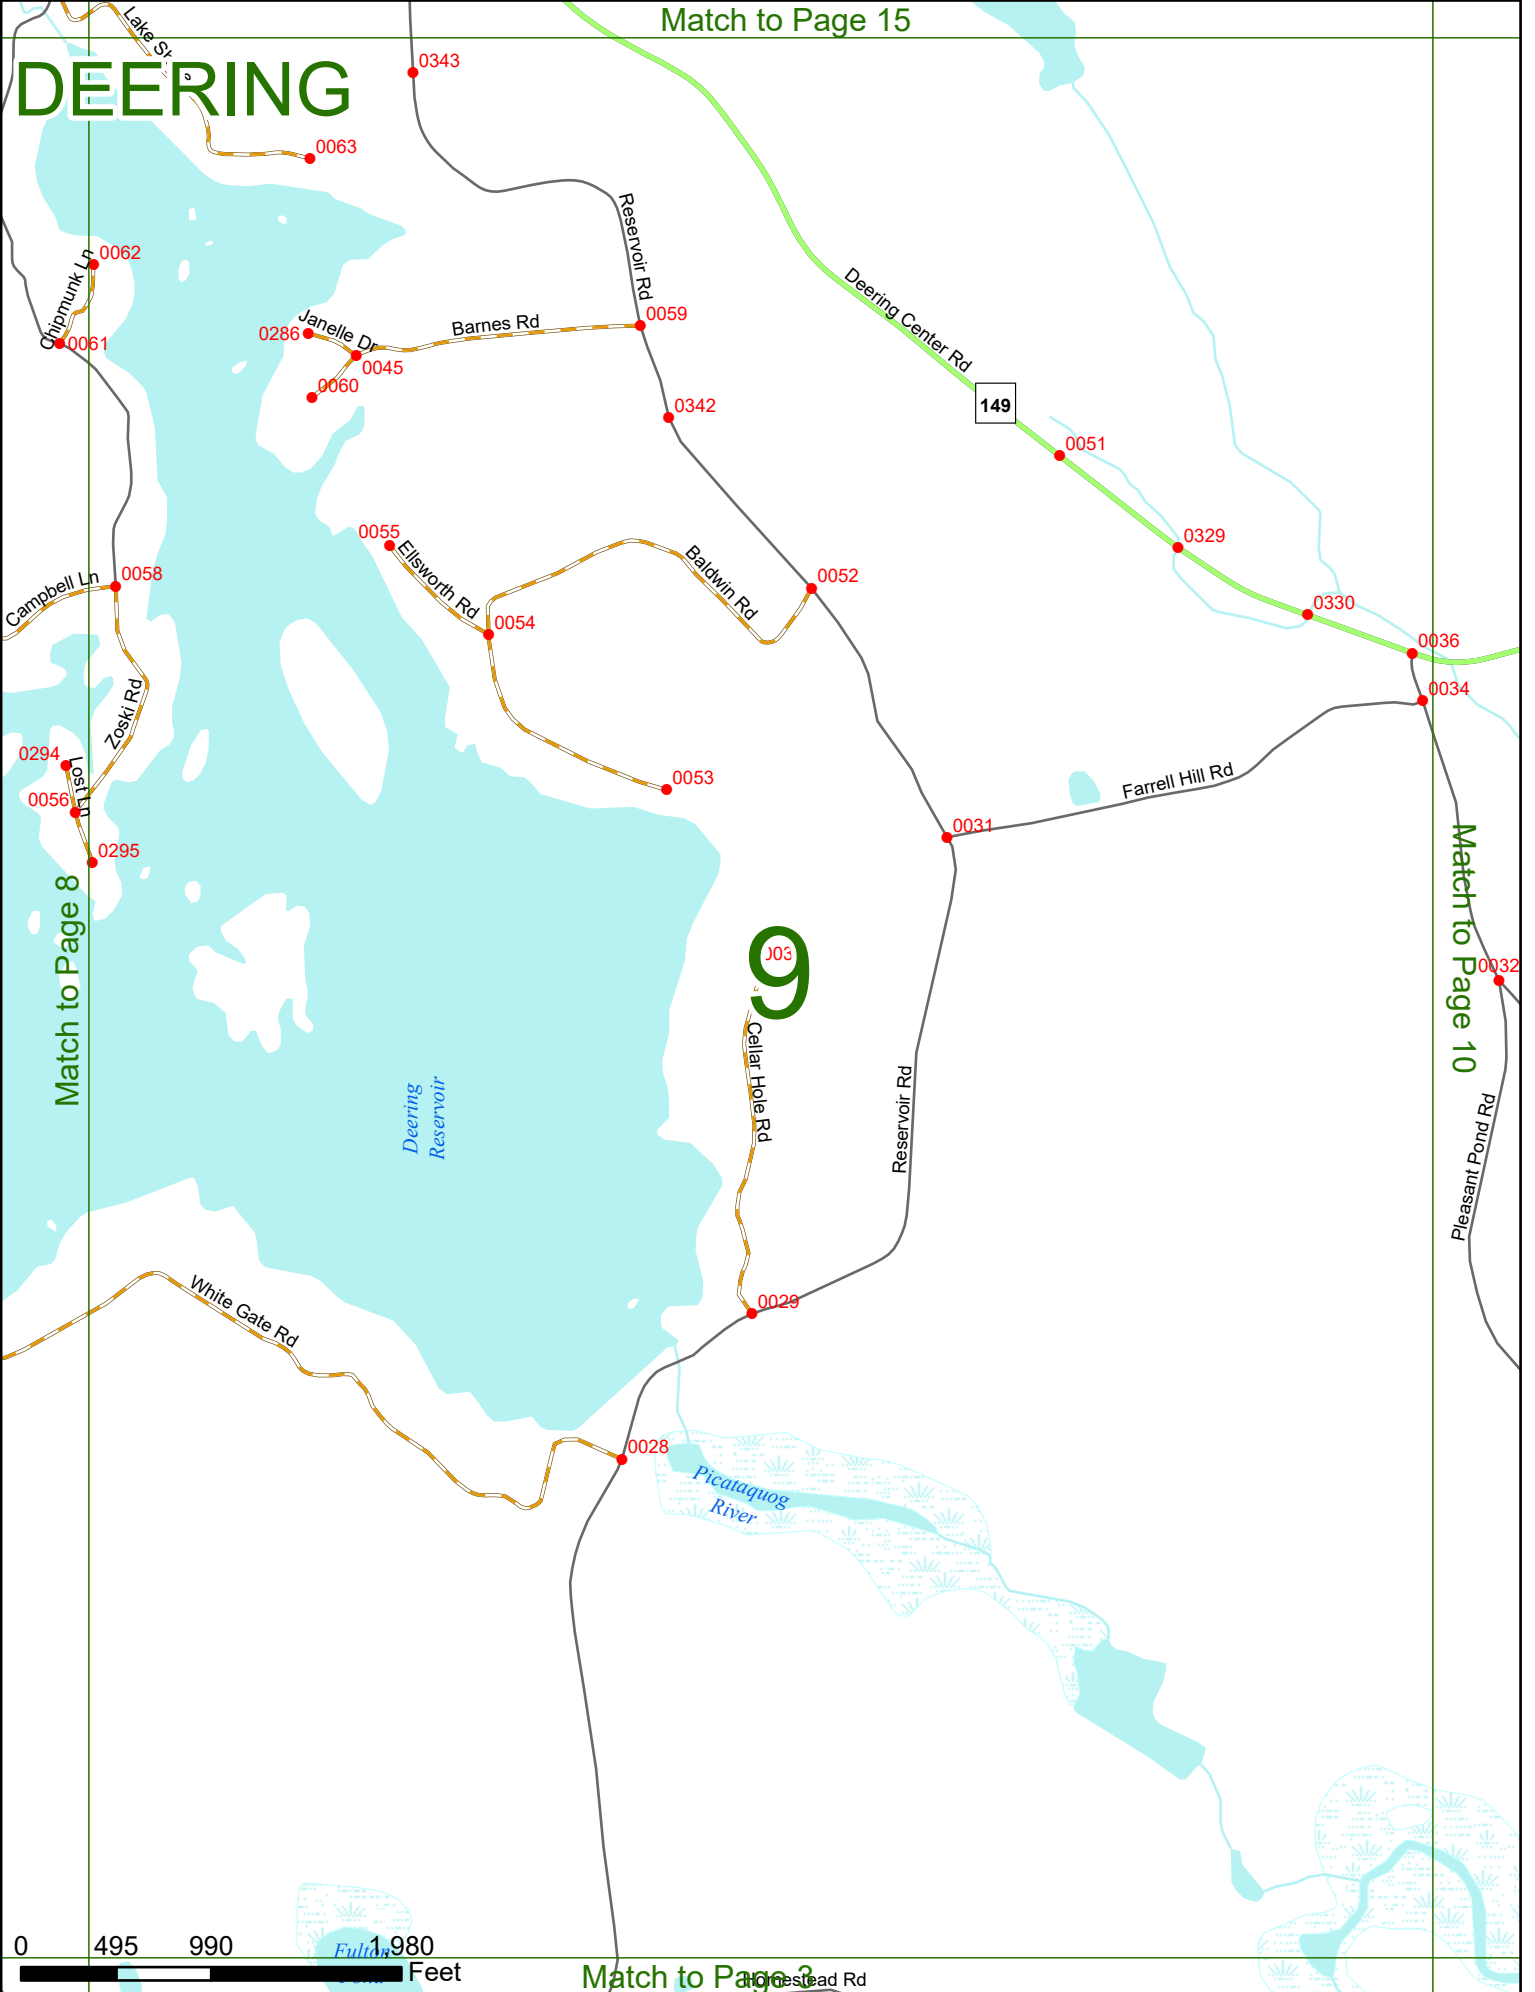 Match to Page 15
DEERING
0343
0063
Reservoir Rd
0062
Chipmunk Ln
0061
Janelle Dr
0286
0045
0060
Barnes Rd
0059
0342
Deering Center Rd
149
0051
0329
0330
0036
0034
0055
Ellsworth Rd
0054
Baldwin Rd
0052
Campbell Ln
0058
Zoski Rd
0294
Lost Ln
0056
0295
0053
0031
Farrell Hill Rd
Match to Page 8
Match to Page 10
0032
9
Cellar Hole Rd
Reservoir Rd
Pleasant Pond Rd
Deering
Reservoir
White Gate Rd
0029
0028
Picataquog
River
0 495 990 1,980
Feet
Fulton
Pond
Match to Page 3
Homestead Rd